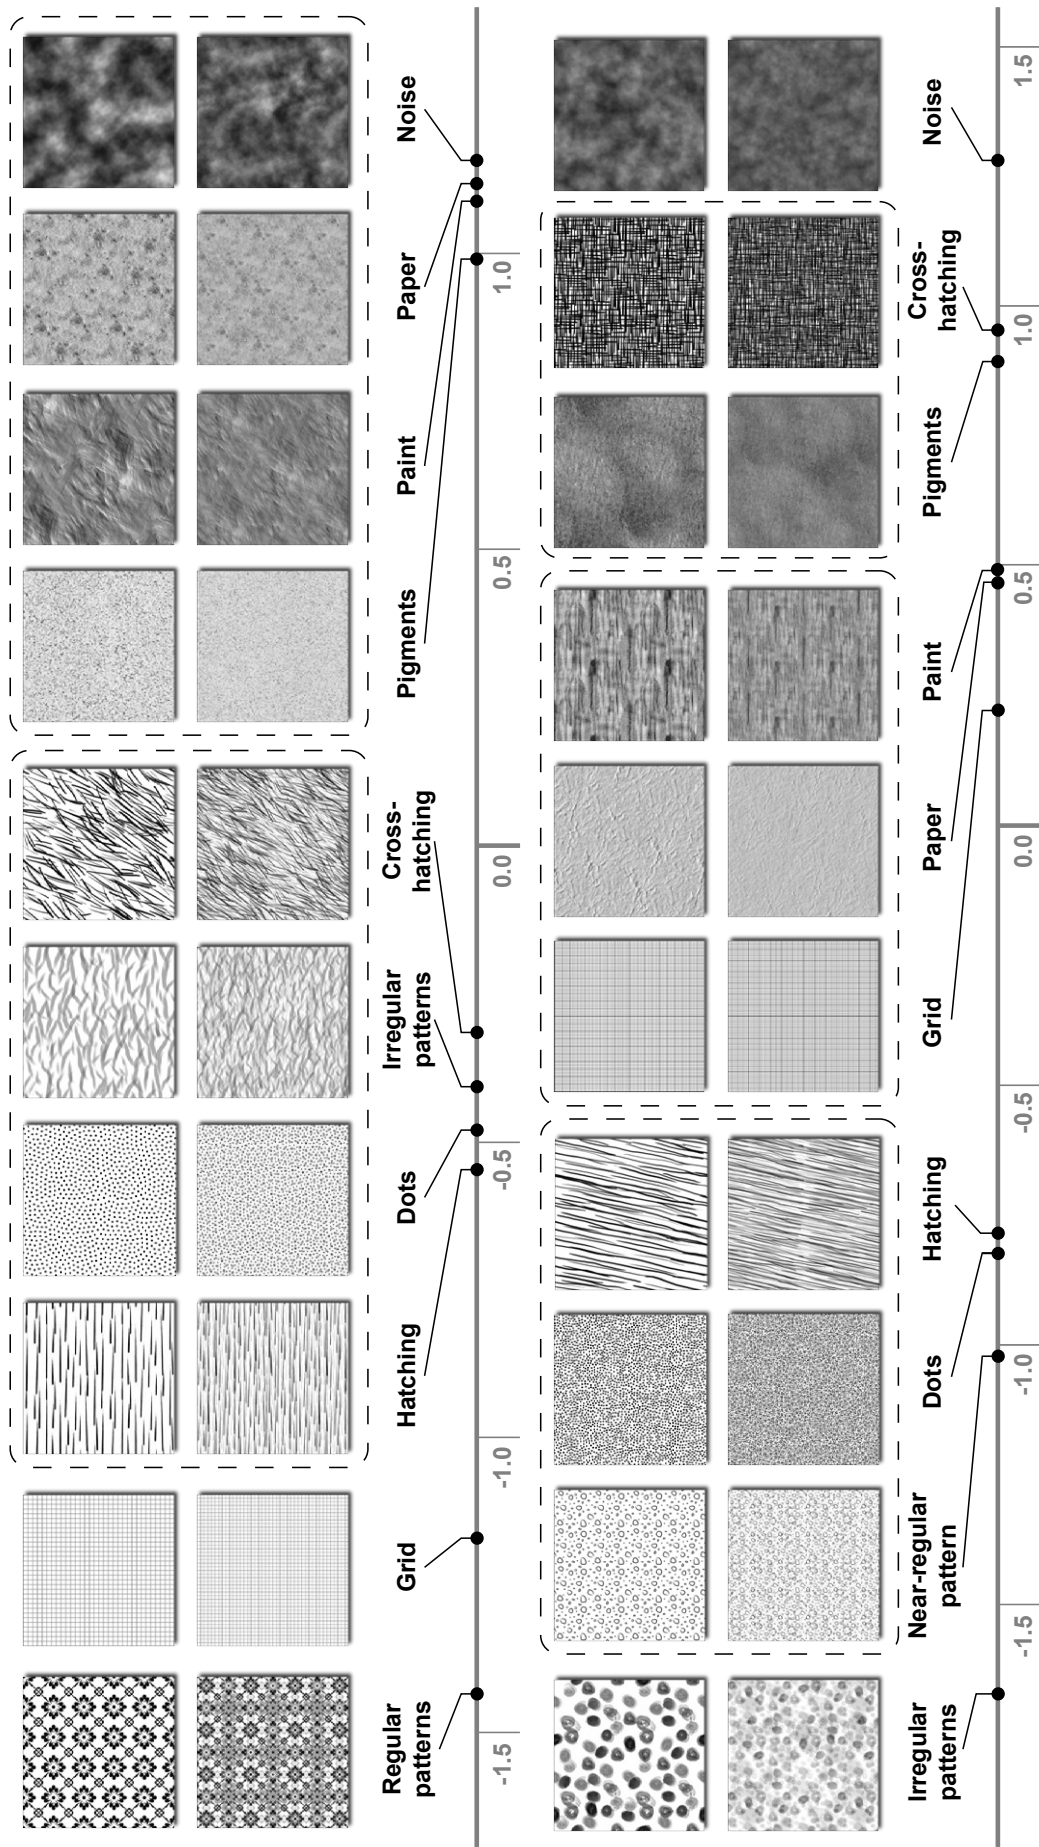 Regular
patterns
Grid
Hatching
Dots
Irregular
patterns
Cross-
hatching
Pigments
Paint
Paper
Noise
-1.5
-1.0
-0.5
0.0
0.5
1.0
Irregular
patterns
Near-regular
pattern
Dots
Hatching
Grid
Paper
Paint
Pigments
Cross-
hatching
Noise
-1.5
-1.0
-0.5
0.0
0.5
1.0
1.5